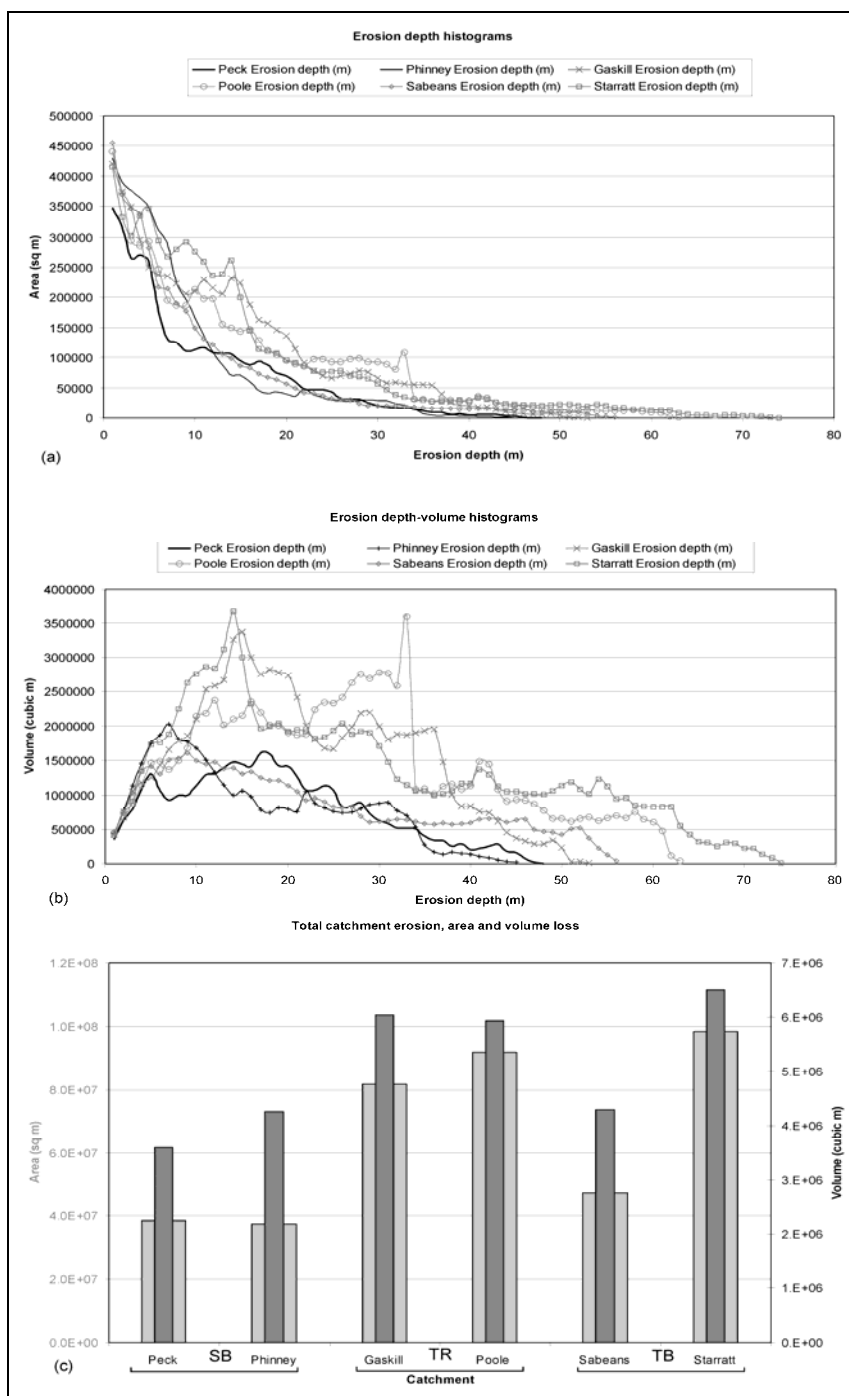 Erosion depth histograms
Peck Erosion depth (m) Phinney Erosion depth (m) Gaskill Erosion depth (m)
Poole Erosion depth (m) Sabeans Erosion depth (m) Starratt Erosion depth (m)
500000
450000
400000
350000
300000
250000
200000
150000
100000
50000
0
Area (sq m)
0 10 20 30 40 50 60 70 80
(a)
Erosion depth (m)
Erosion depth-volume histograms
Peck Erosion depth (m) Phinney Erosion depth (m) Gaskill Erosion depth (m)
Poole Erosion depth (m) Sabeans Erosion depth (m) Starratt Erosion depth (m)
4000000
3500000
3000000
2500000
2000000
1500000
1000000
500000
0
Volume (cubic m)
0 10 20 30 40 50 60 70 80
(b)
Erosion depth (m)
Total catchment erosion, area and volume loss
1.2E+08
1.0E+08
8.0E+07
6.0E+07
4.0E+07
2.0E+07
0.0E+00
Area (sq m)
7.E+06
6.E+06
5.E+06
4.E+06
3.E+06
2.E+06
1.E+06
0.E+00
Volume (cubic m)
(c)
Peck SB Phinney Gaskill TR Poole Sabeans TB Starratt
Catchment